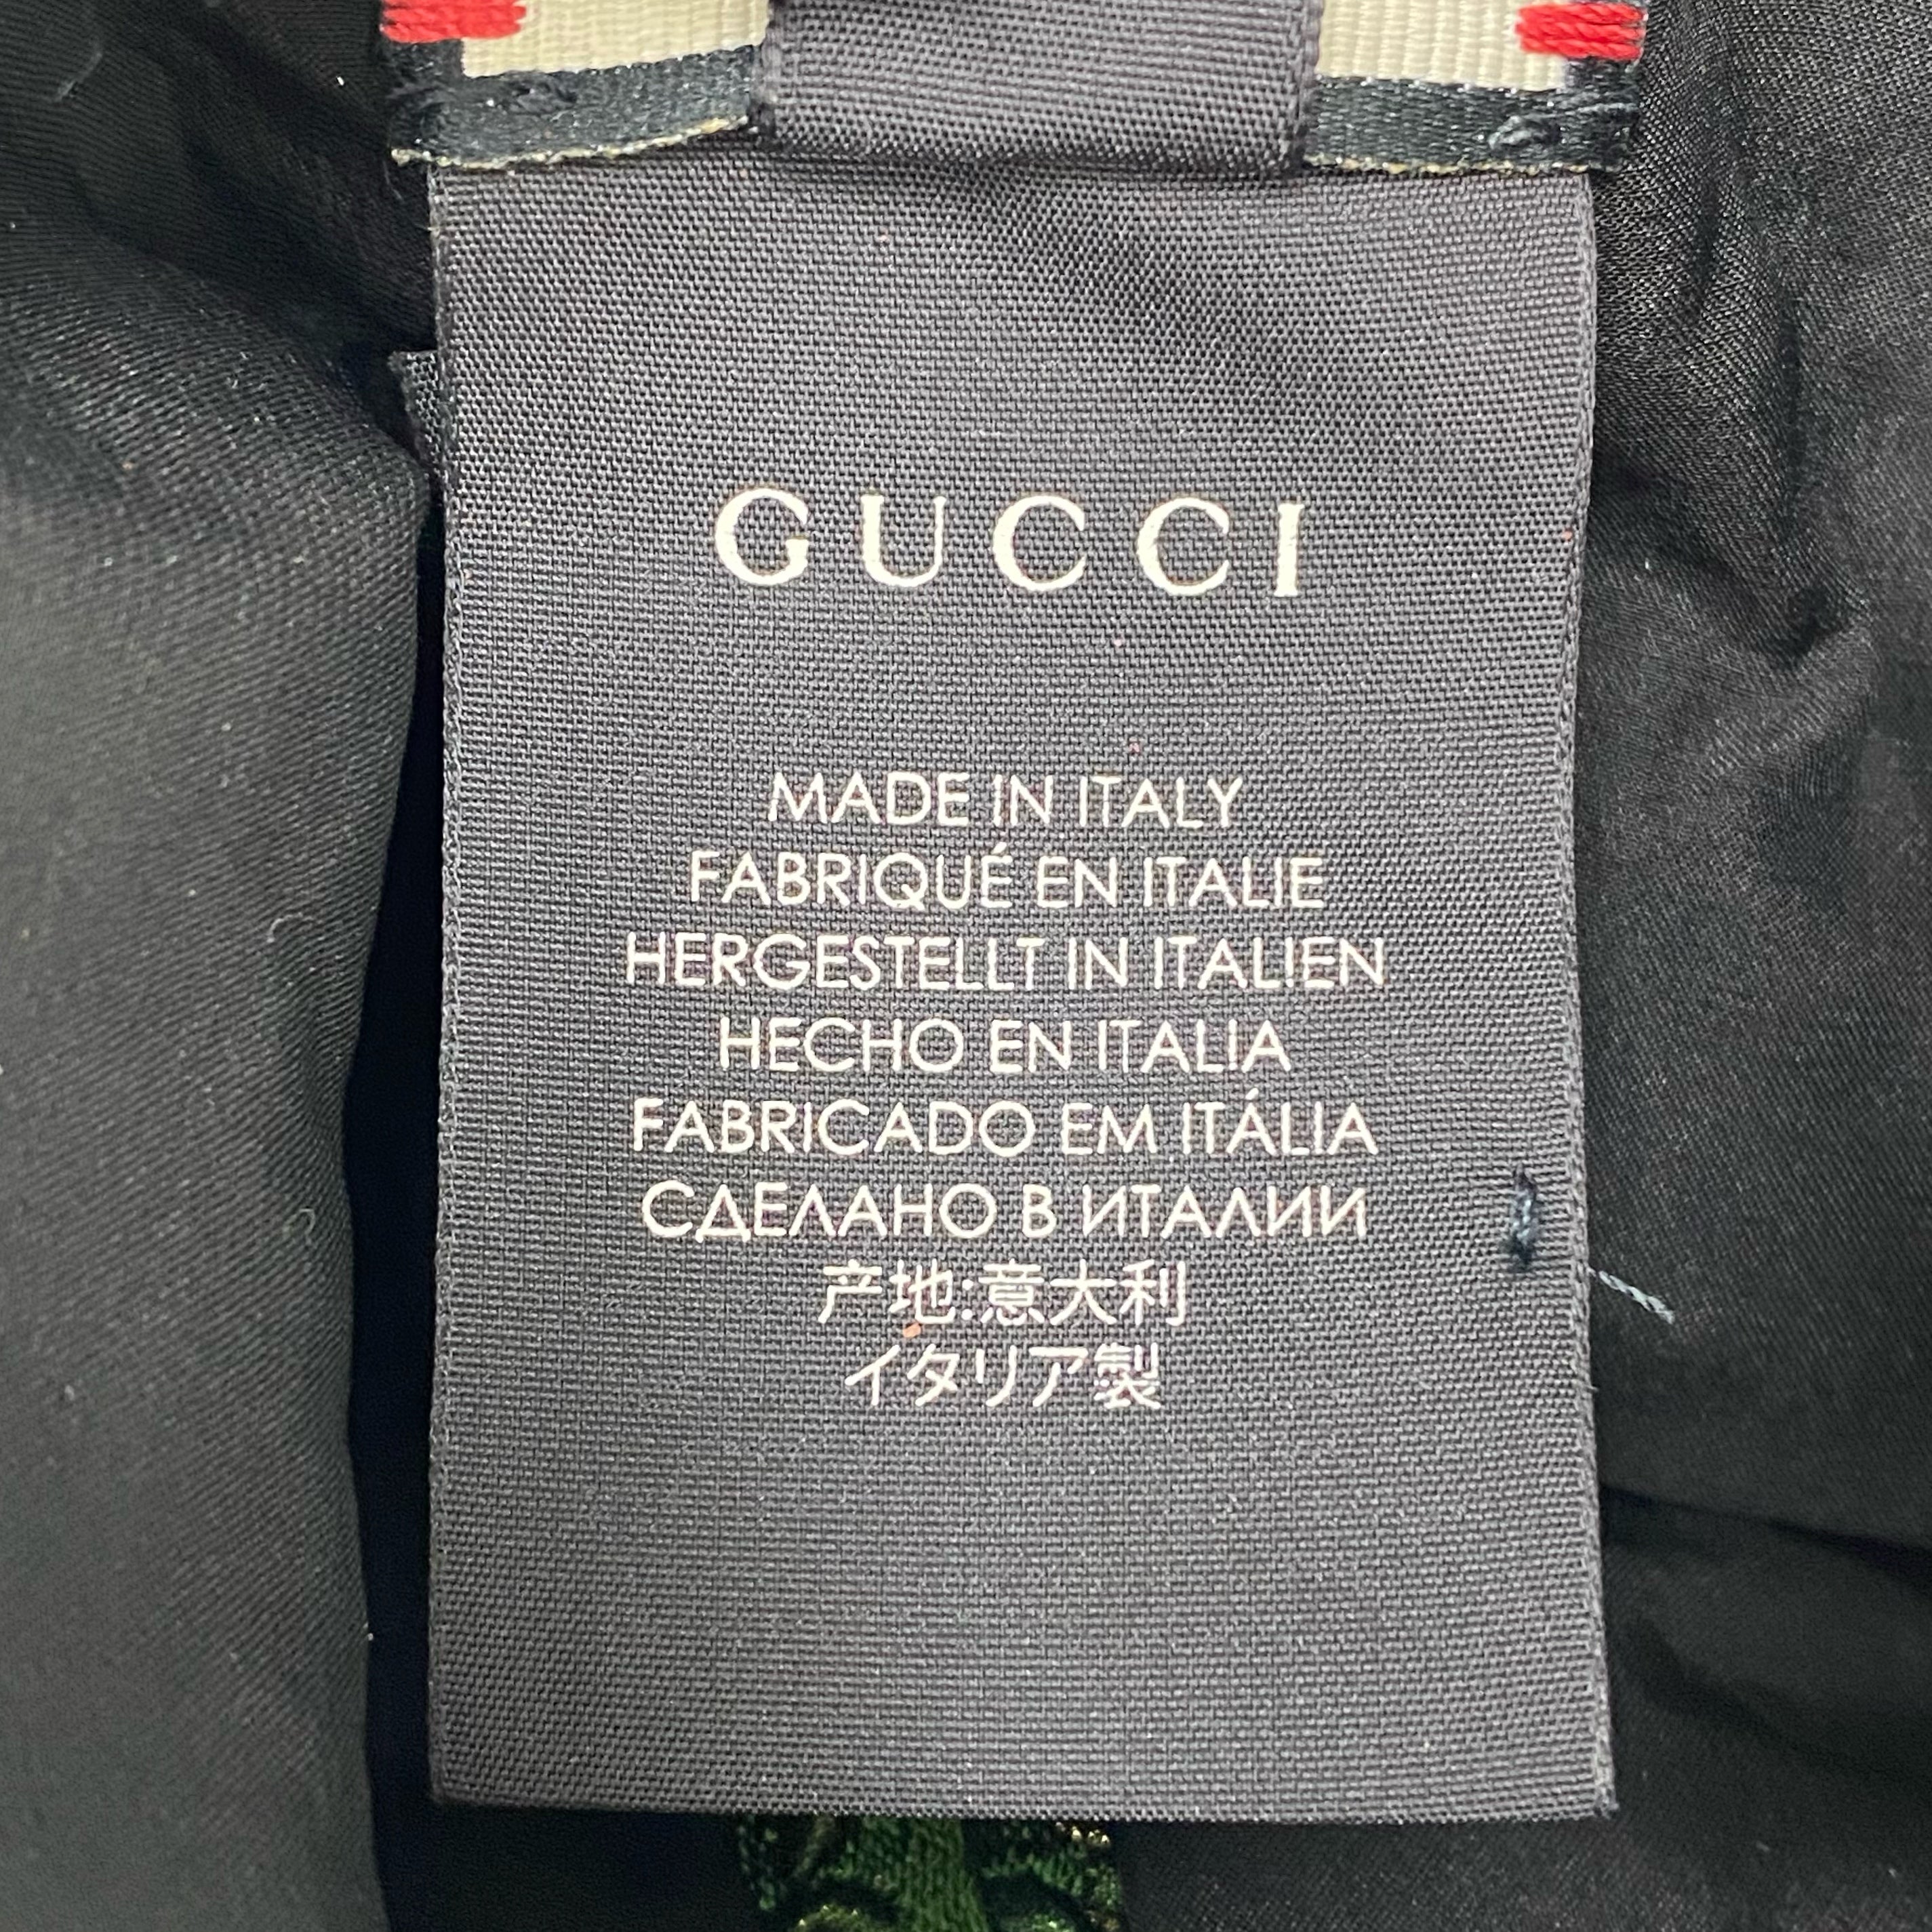 GUCCI
MADE IN ITALY
FABRIQUÉ EN ITALIE
HERGESTELLT IN ITALIEN
HECHO EN ITALIA
FABRICADO EM ITÁLIA
СДЕЛАНО В ИТАЛИИ
产地:意大利
イタリア製